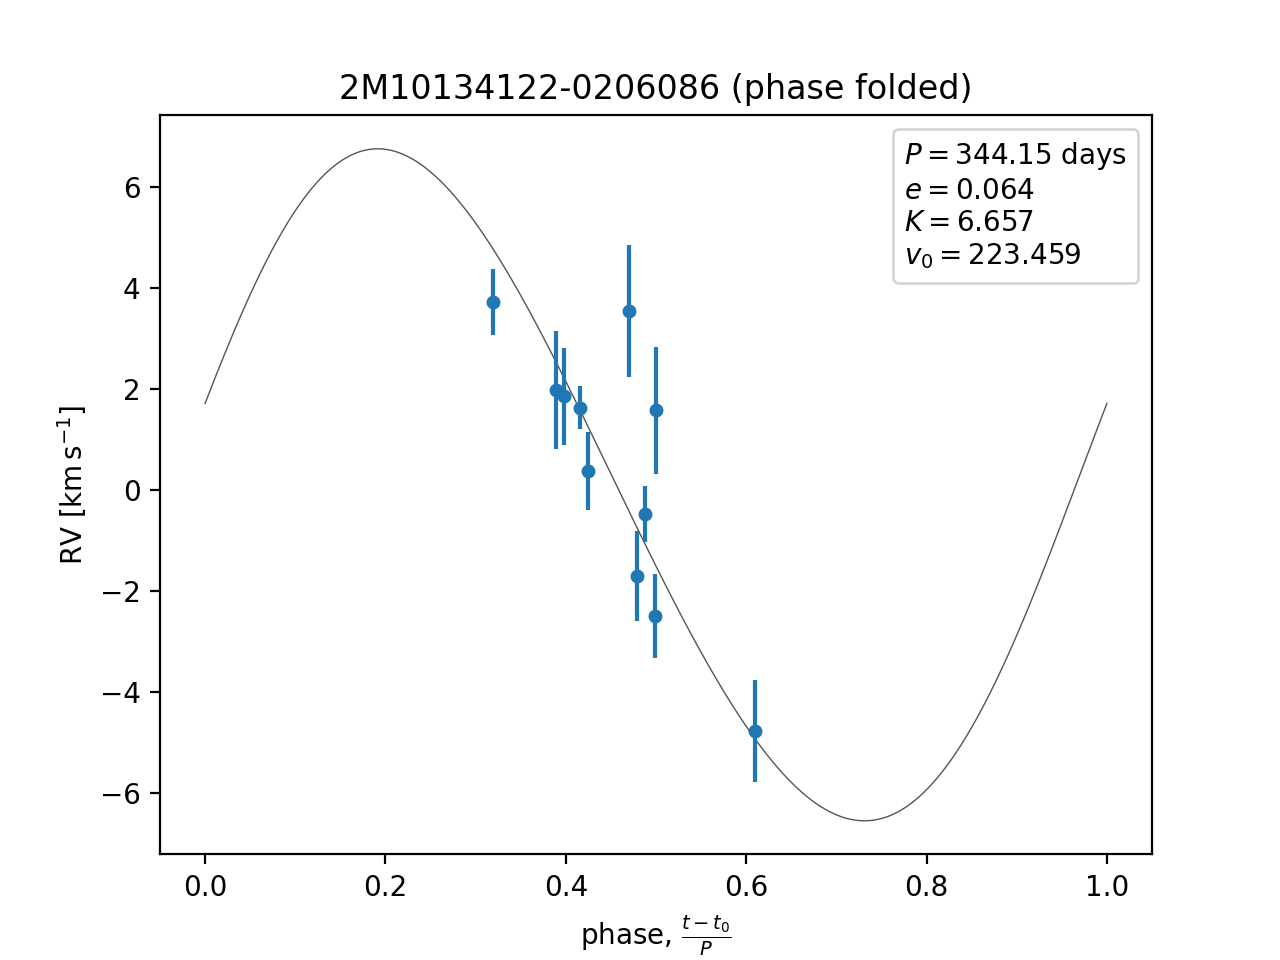 2M10134122-0206086 (phase folded)
P = 344.15 days
e = 0.064
K = 6.657
v₀ = 223.459
RV [km s⁻¹]
6
4
2
0
−2
−4
−6
0.0 0.2 0.4 0.6 0.8 1.0
phase, (t − t₀)/P